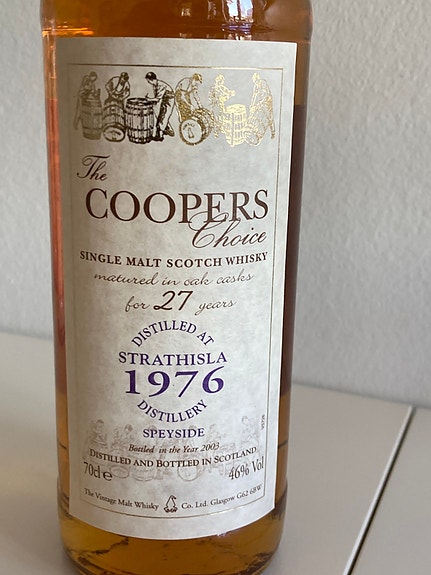 The
COOPERS
Choice
SINGLE MALT SCOTCH WHISKY
matured in oak casks
for 27 years
DISTILLED AT
STRATHISLA
1976
DISTILLERY
SPEYSIDE
Bottled in the Year 2003
DISTILLED AND BOTTLED IN SCOTLAND
70cl e 46% Vol
The Vintage Malt Whisky Co. Ltd. Glasgow G62 6BW